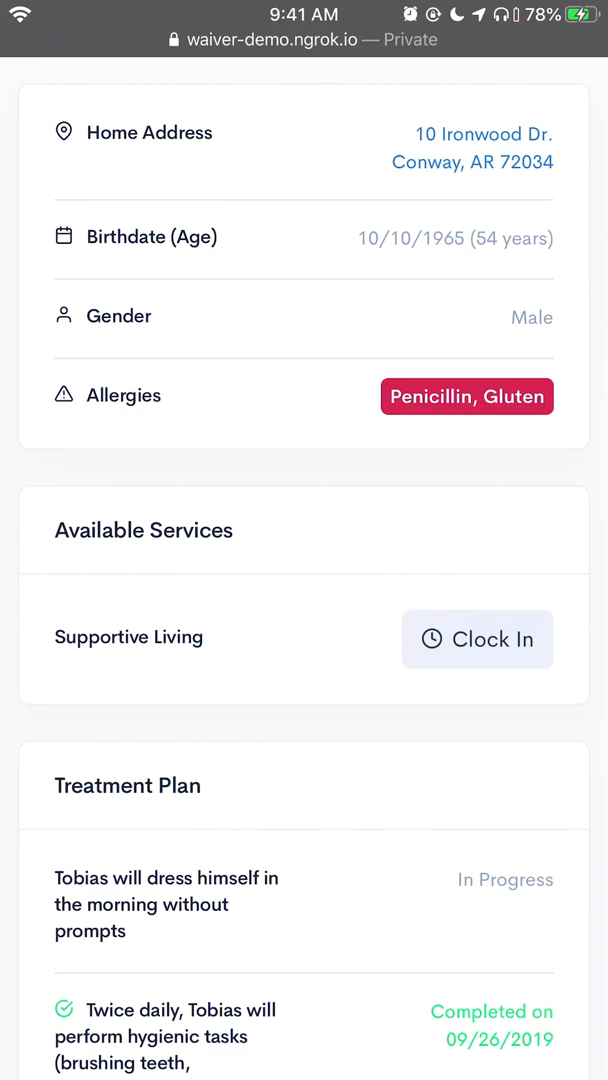 9:41 AM 78%
waiver-demo.ngrok.io — Private
Home Address 10 Ironwood Dr.
Conway, AR 72034
Birthdate (Age) 10/10/1965 (54 years)
Gender Male
Allergies Penicillin, Gluten
Available Services
Supportive Living Clock In
Treatment Plan
Tobias will dress himself in In Progress
the morning without
prompts
Twice daily, Tobias will Completed on
perform hygienic tasks 09/26/2019
(brushing teeth,